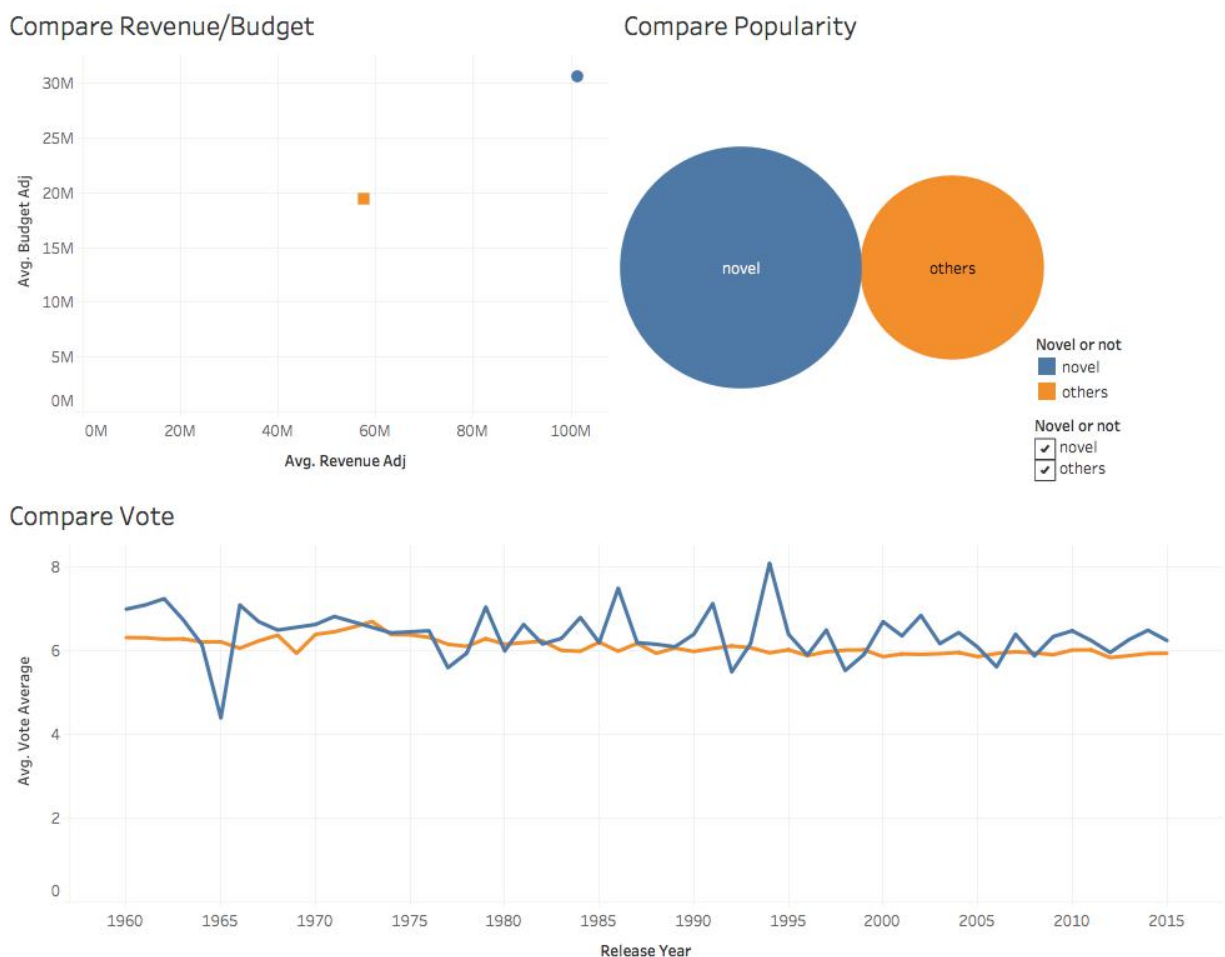 Compare Revenue/Budget
30M
25M
20M
15M
10M
5M
0M
Avg. Budget Adj
0M 20M 40M 60M 80M 100M
Avg. Revenue Adj
Compare Popularity
novel
others
Novel or not
novel
others
Novel or not
novel
others
Compare Vote
8
6
4
2
0
Avg. Vote Average
1960 1965 1970 1975 1980 1985 1990 1995 2000 2005 2010 2015
Release Year